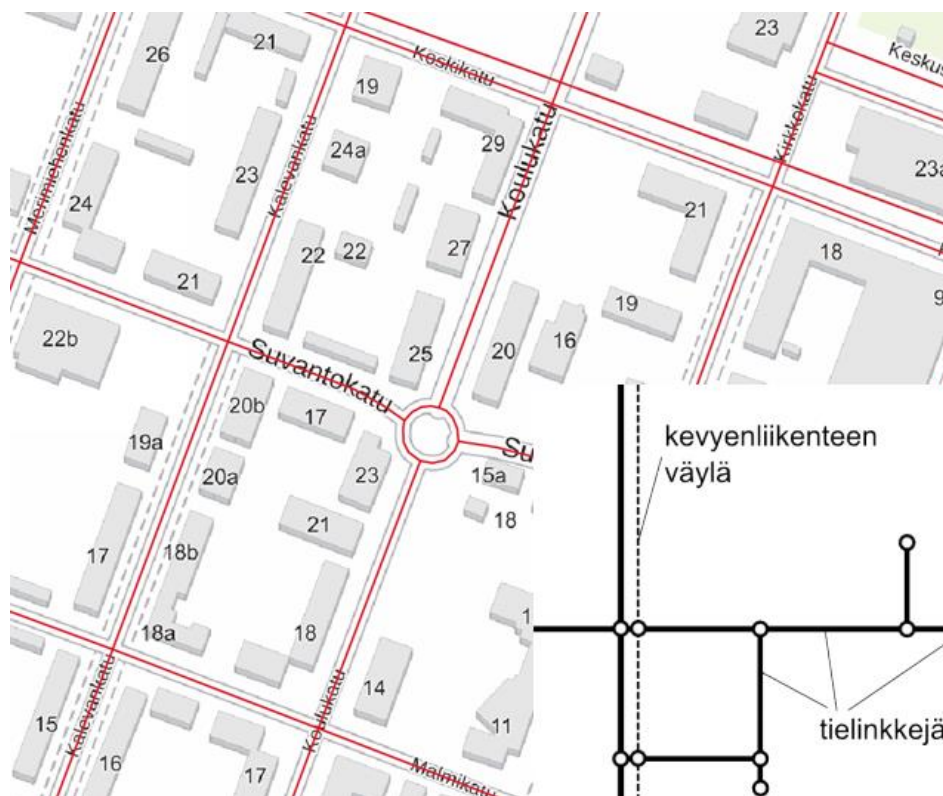 26
21
23
Keskus
19
Koskikatu
Merimiehenkatu
Kalevankatu
Koulukatu
Kirkkokatu
29
24a
23
23a
24
21
22
22
27
18
21
19
22b
25
20
16
9
Suvantokatu
20b
17
19a
Su
kevyenliikenteen
väylä
20a
23
15a
18
21
17
18b
18a
18
1
14
Koulukatu
tielinkkejä
11
15
Kalevankatu
16
17
Malmikatu